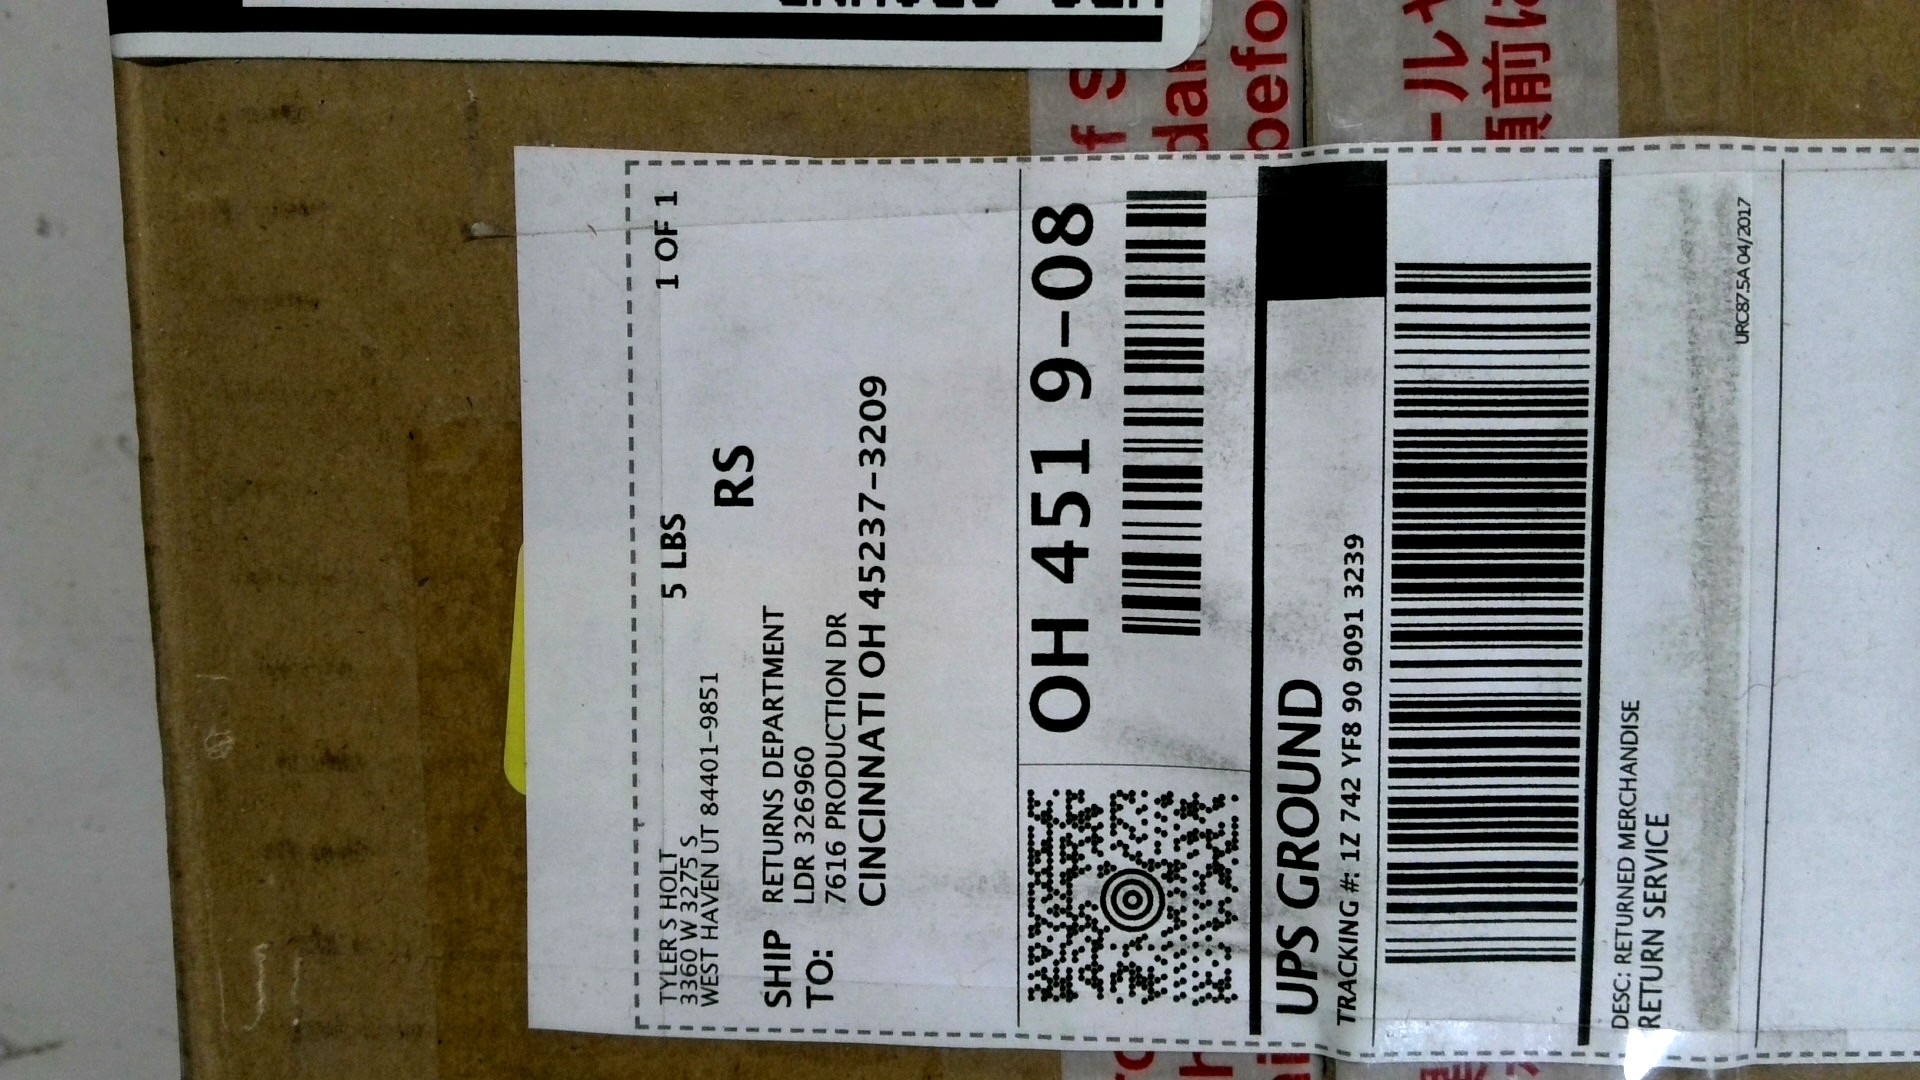 TYLER S HOLT
3360 W 3275 S
WEST HAVEN UT 84401-9851
5 LBS
1 OF 1
RS
SHIP TO:
RETURNS DEPARTMENT
LDR 326960
7616 PRODUCTION DR
CINCINNATI OH 45237-3209
OH 451 9-08
UPS GROUND
TRACKING #: 1Z 742 YF8 90 9091 3239
DESC: RETURNED MERCHANDISE
RETURN SERVICE
URC875A 04/2017
befo